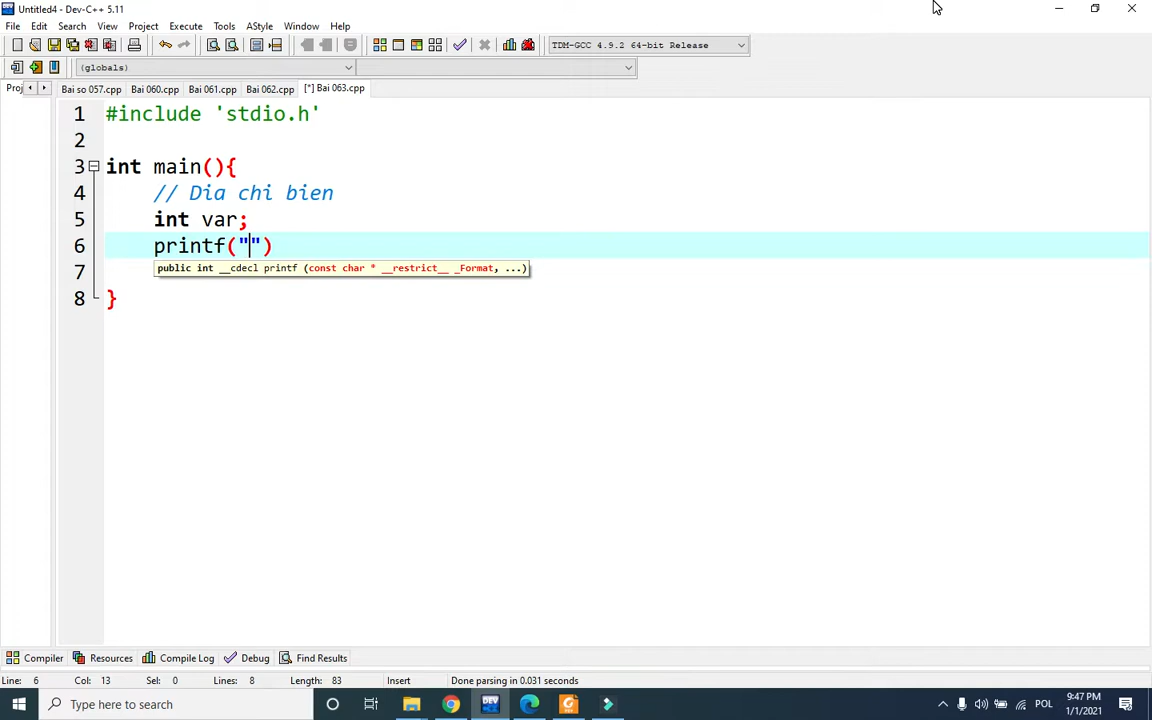 Untitled4 - Dev-C++ 5.11
File Edit Search View Project Execute Tools AStyle Window Help
TDM-GCC 4.9.2 64-bit Release
(globals)
Proj Bai so 057.cpp Bai 060.cpp Bai 061.cpp Bai 062.cpp [*] Bai 063.cpp
1 #include 'stdio.h'
2
3 int main(){
4 // Dia chi bien
5 int var;
6 printf("")
public int __cdecl printf (const char * __restrict__ _Format, ...)
7
8 }
Compiler Resources Compile Log Debug Find Results
Line: 6 Col: 13 Sel: 0 Lines: 8 Length: 83 Insert Done parsing in 0.031 seconds
Type here to search
DEV
POL
9:47 PM
1/1/2021